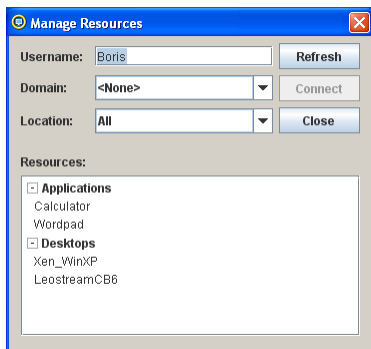 Manage Resources
Username: Boris Refresh
Domain: <None> Connect
Location: All Close
Resources:
Applications
Calculator
Wordpad
Desktops
Xen_WinXP
LeostreamCB6